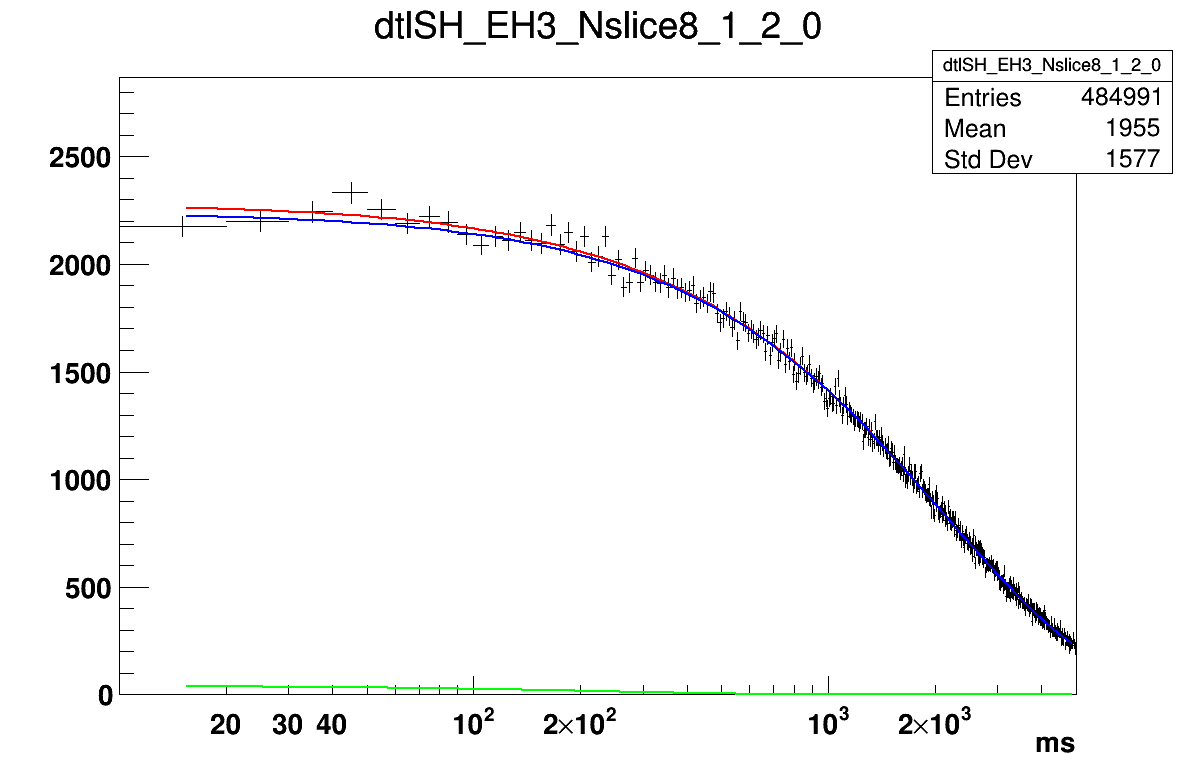 dtlSH_EH3_Nslice8_1_2_0
dtlSH_EH3_Nslice8_1_2_0
Entries 484991
Mean 1955
Std Dev 1577
2500
2000
1500
1000
500
0
20 30 40 10² 2×10² 10³ 2×10³
ms